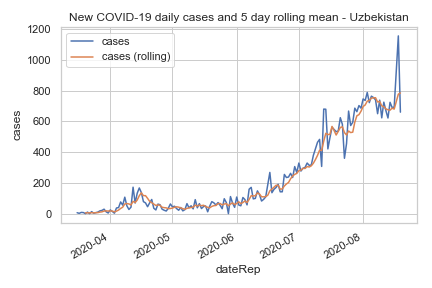 New COVID-19 daily cases and 5 day rolling mean - Uzbekistan
cases
cases (rolling)
1200
1000
800
600
400
200
0
cases
2020-04
2020-05
2020-06
2020-07
2020-08
dateRep